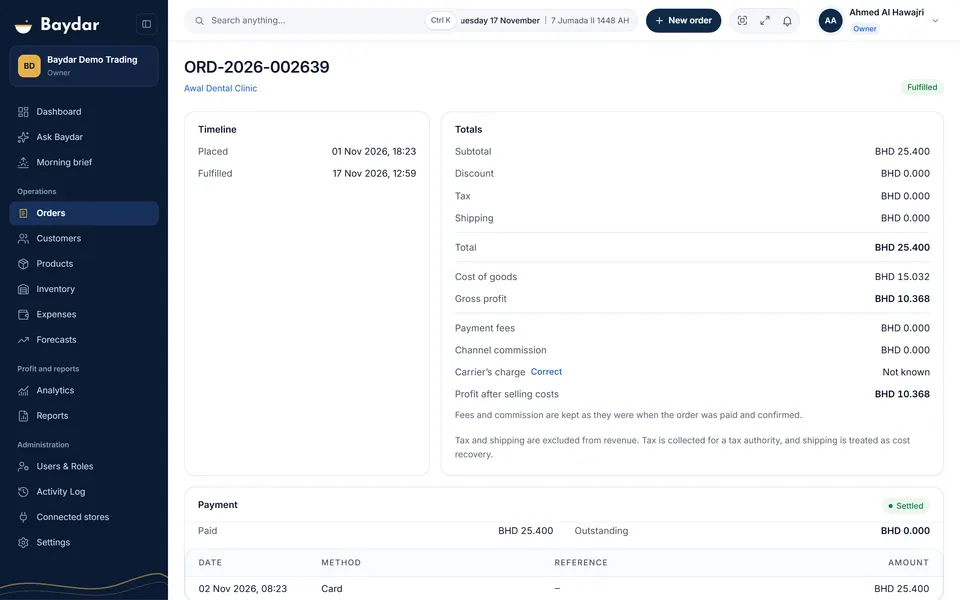 Baydar
BD
Baydar Demo Trading
Owner
Dashboard
Ask Baydar
Morning brief
Operations
Orders
Customers
Products
Inventory
Expenses
Forecasts
Profit and reports
Analytics
Reports
Administration
Users & Roles
Activity Log
Connected stores
Settings
Search anything...
Ctrl K
uesday 17 November | 7 Jumada II 1448 AH
+ New order
AA
Ahmed Al Hawajri
Owner
ORD-2026-002639
Awal Dental Clinic
Fulfilled
Timeline
Placed 01 Nov 2026, 18:23
Fulfilled 17 Nov 2026, 12:59
Totals
Subtotal BHD 25.400
Discount BHD 0.000
Tax BHD 0.000
Shipping BHD 0.000
Total BHD 25.400
Cost of goods BHD 15.032
Gross profit BHD 10.368
Payment fees BHD 0.000
Channel commission BHD 0.000
Carrier's charge Correct Not known
Profit after selling costs BHD 10.368
Fees and commission are kept as they were when the order was paid and confirmed.
Tax and shipping are excluded from revenue. Tax is collected for a tax authority, and shipping is treated as cost
recovery.
Payment
Settled
Paid BHD 25.400 Outstanding BHD 0.000
DATE METHOD REFERENCE AMOUNT
02 Nov 2026, 08:23 Card – BHD 25.400